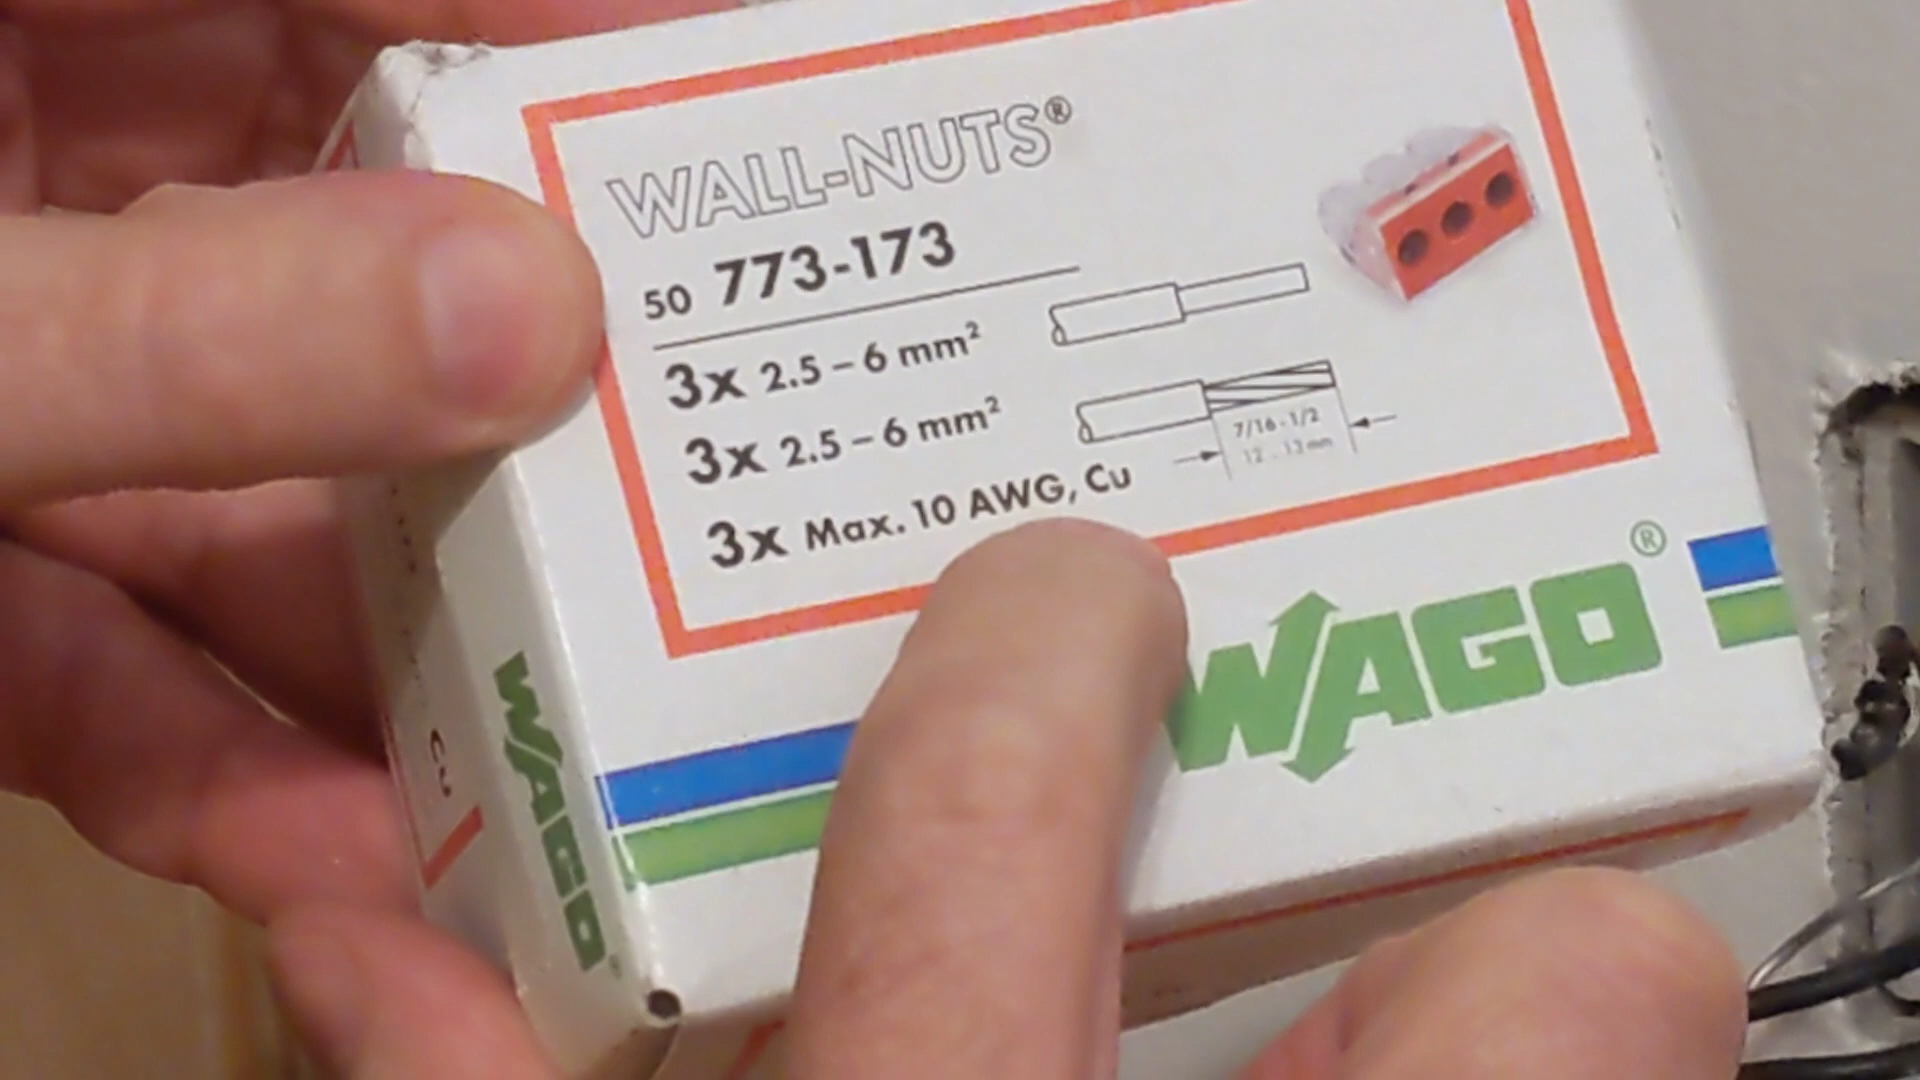 WALL-NUTS®
50 773-173
3x 2.5 – 6 mm²
3x 2.5 – 6 mm²
7/16 - 1/2
12 .. 13 mm
3x Max. 10 AWG, Cu
WAGO®
WAGO